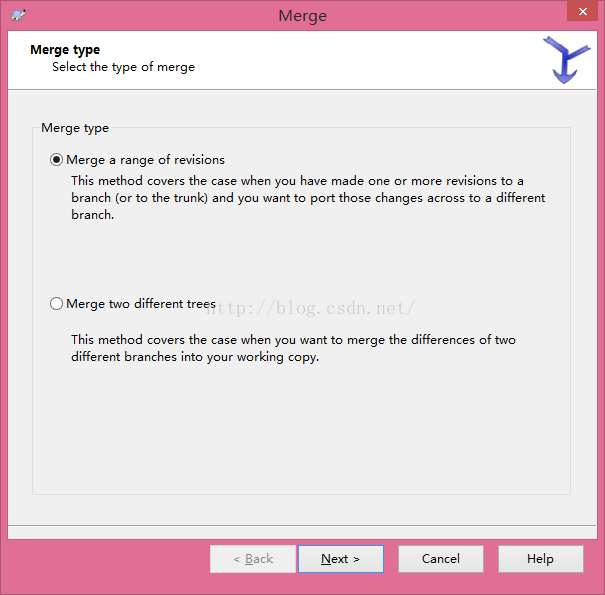 Merge
Merge type
Select the type of merge
Merge type
Merge a range of revisions
This method covers the case when you have made one or more revisions to a
branch (or to the trunk) and you want to port those changes across to a different
branch.
Merge two different trees
http://blog.csdn.net/
This method covers the case when you want to merge the differences of two
different branches into your working copy.
< Back
Next >
Cancel
Help